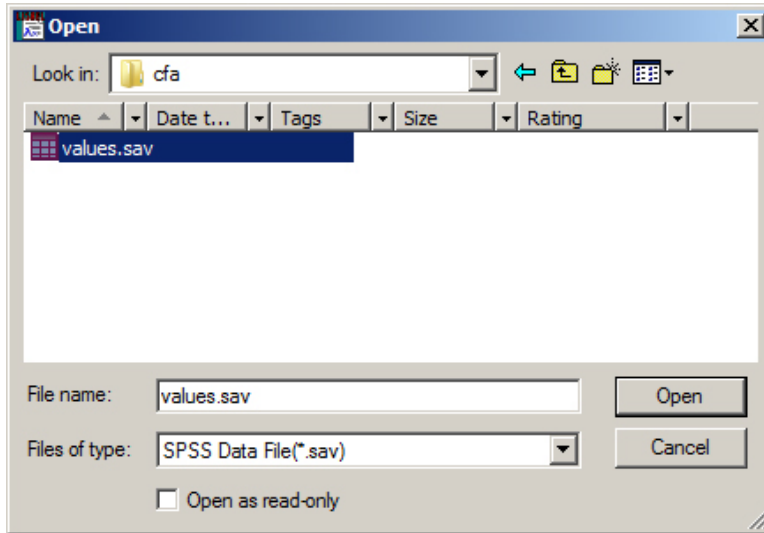 Open
Look in: cfa
Name Date t... Tags Size Rating
values.sav
File name: values.sav Open
Files of type: SPSS Data File(*.sav) Cancel
Open as read-only